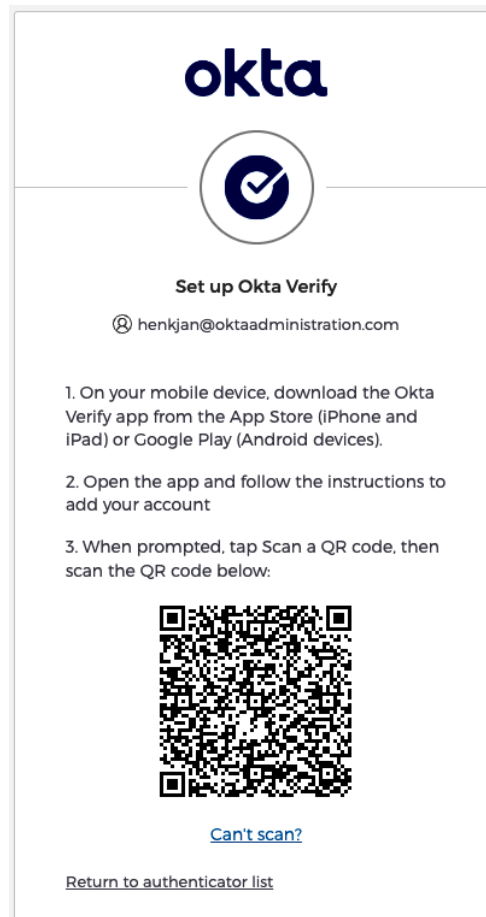 okta
Set up Okta Verify
henkjan@oktaadministration.com
1. On your mobile device, download the Okta
Verify app from the App Store (iPhone and
iPad) or Google Play (Android devices).
2. Open the app and follow the instructions to
add your account
3. When prompted, tap Scan a QR code, then
scan the QR code below:
Can't scan?
Return to authenticator list